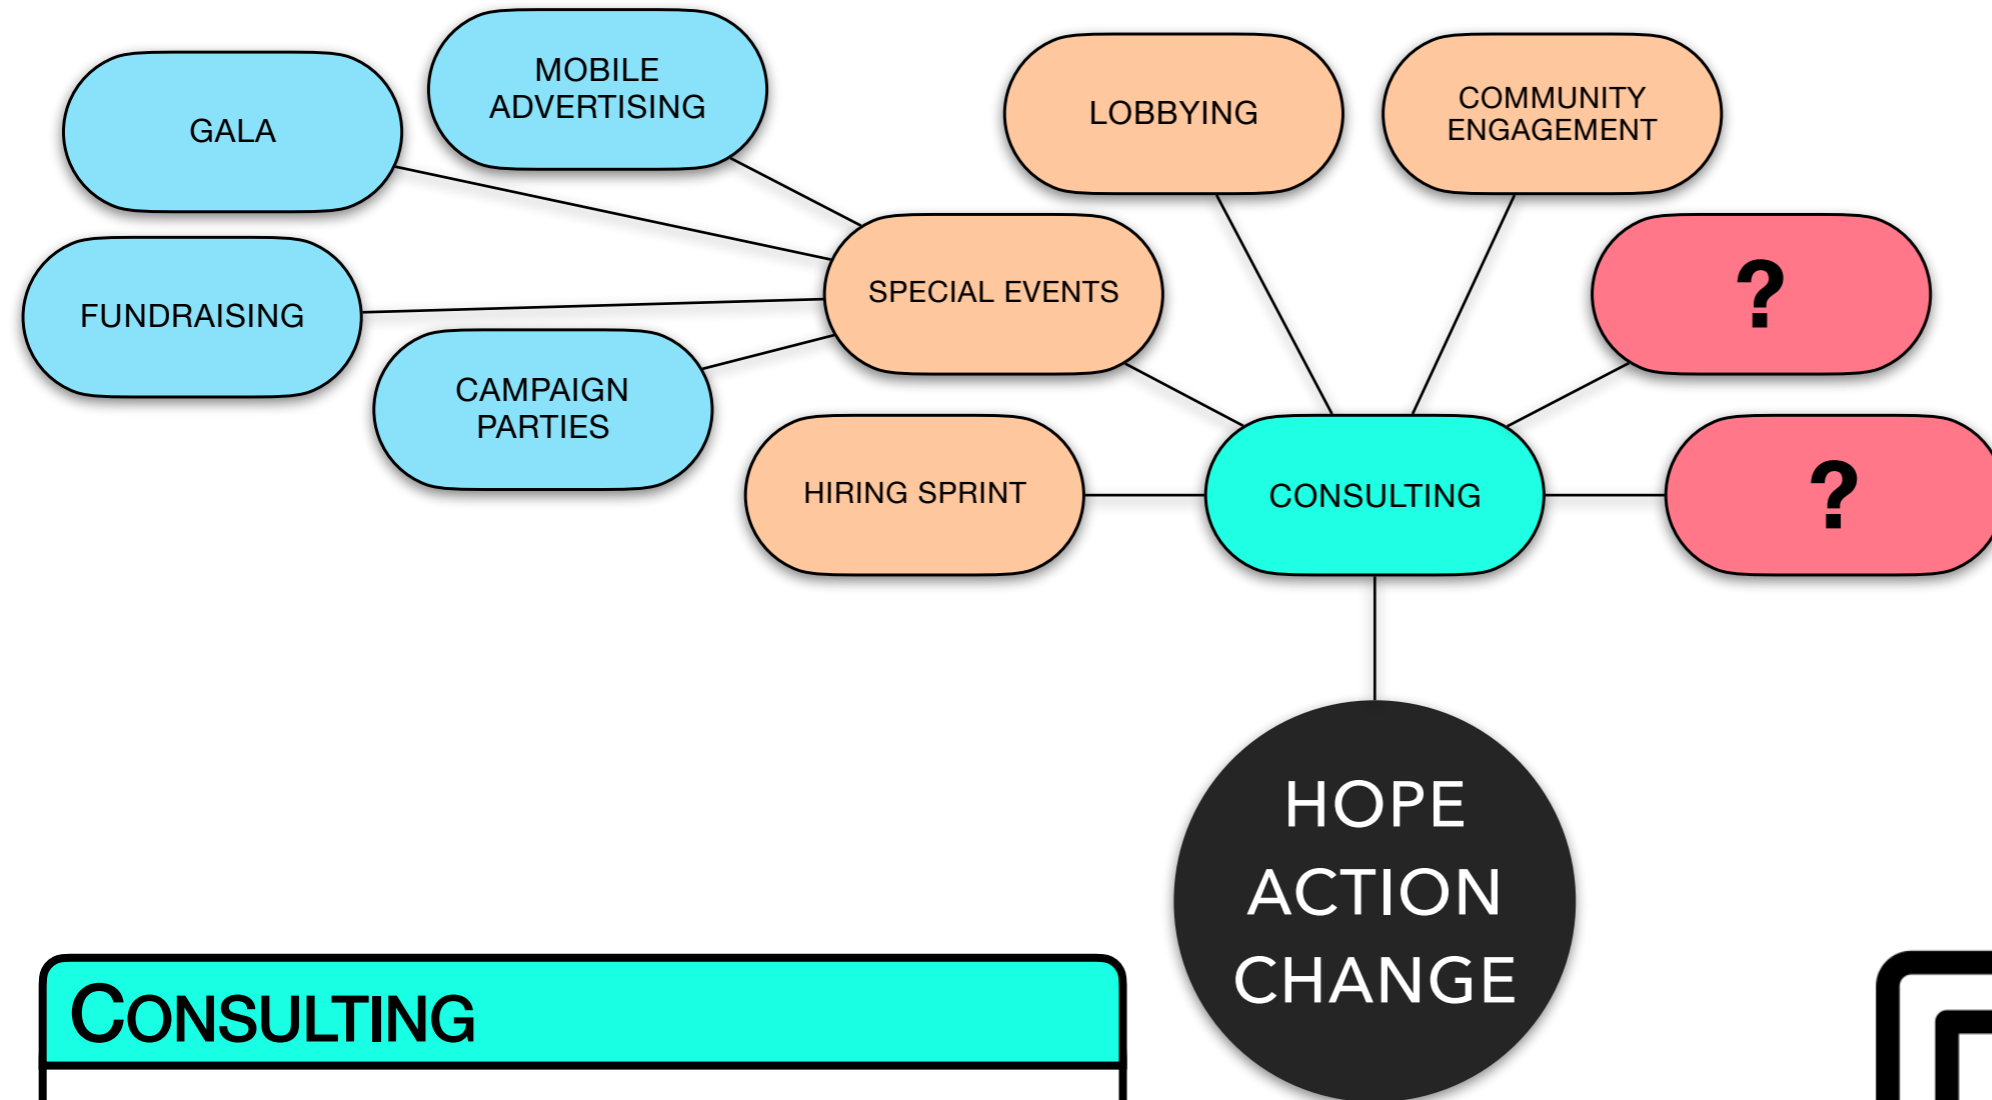 MOBILE
ADVERTISING
GALA
LOBBYING
COMMUNITY
ENGAGEMENT
FUNDRAISING
SPECIAL EVENTS
?
CAMPAIGN
PARTIES
HIRING SPRINT
CONSULTING
?
HOPE
ACTION
CHANGE
CONSULTING